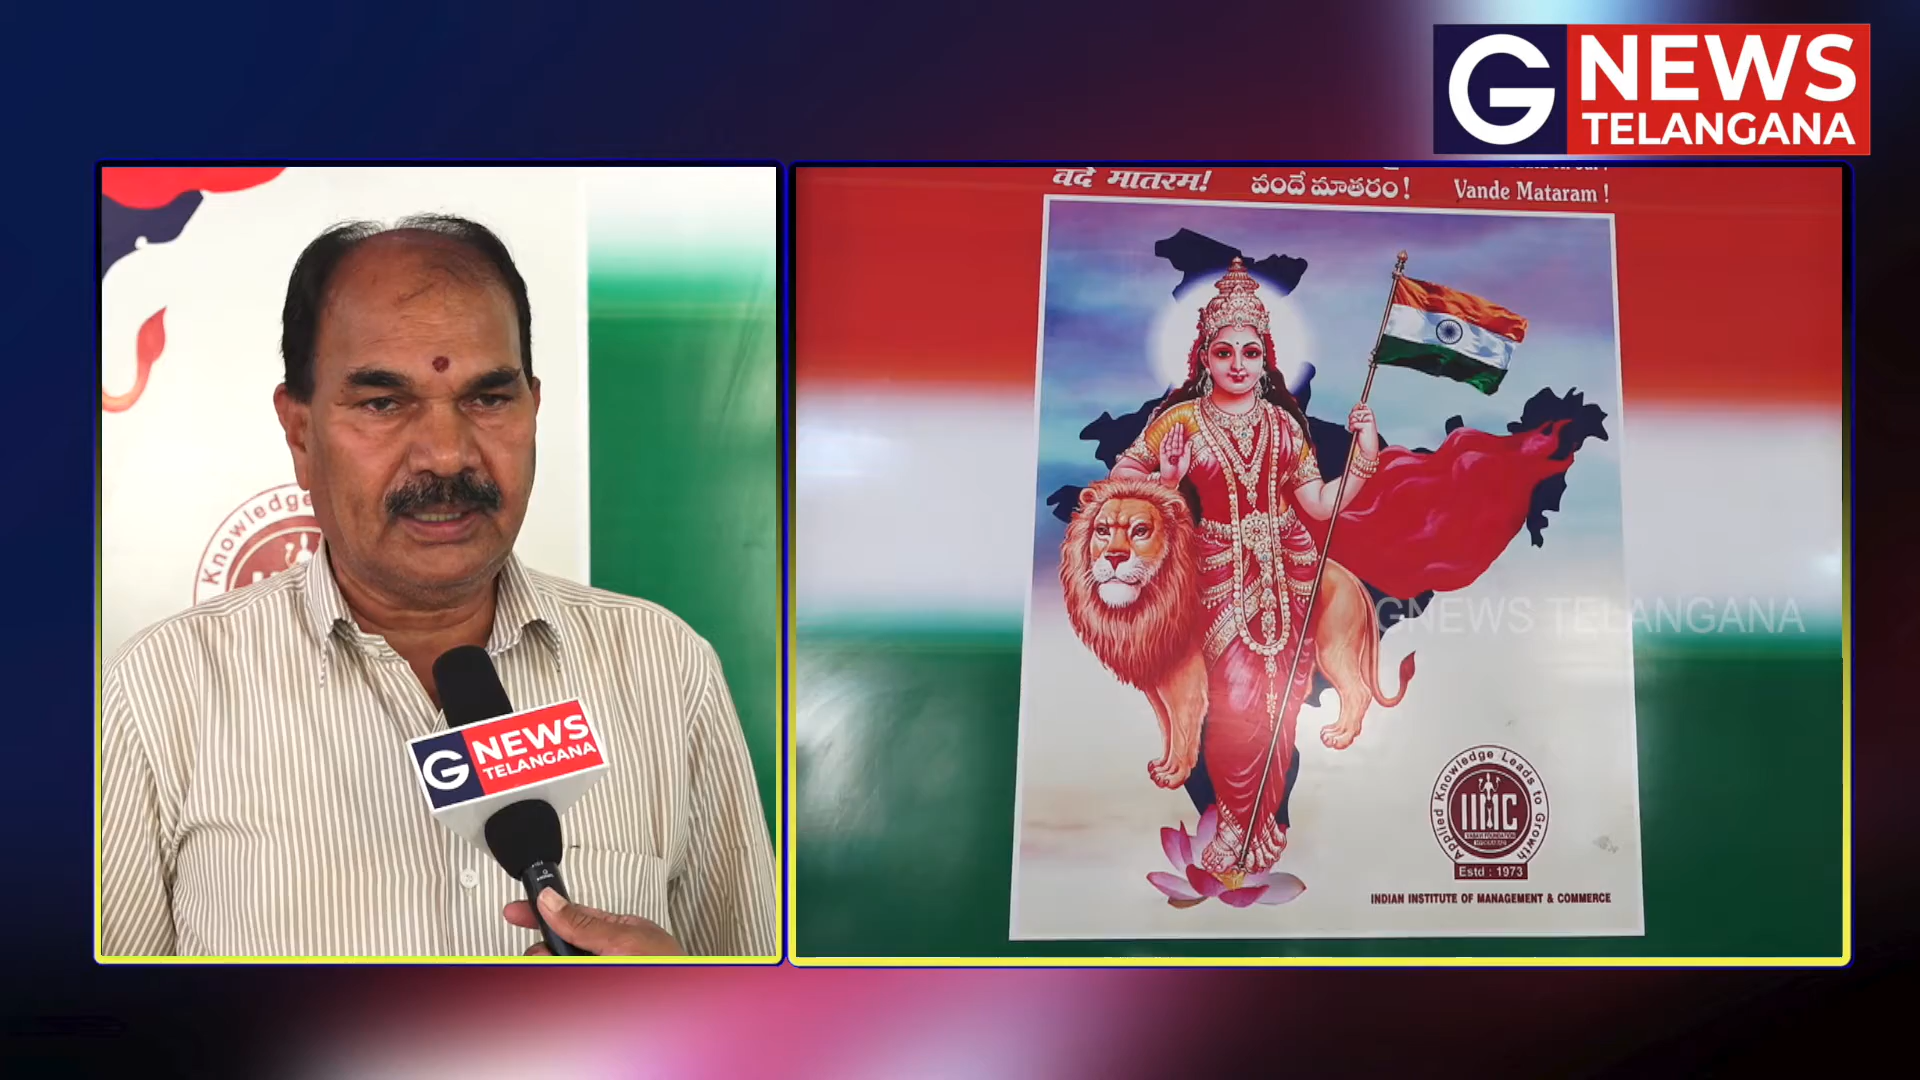 G NEWS
TELANGANA
वंदे मातरम!
వందే మాతరం!
Vande Mataram !
Knowledge
G NEWS
TELANGANA
GNEWS TELANGANA
Applied Knowledge Leads to Growth
IIMC
Estd : 1973
INDIAN INSTITUTE OF MANAGEMENT & COMMERCE